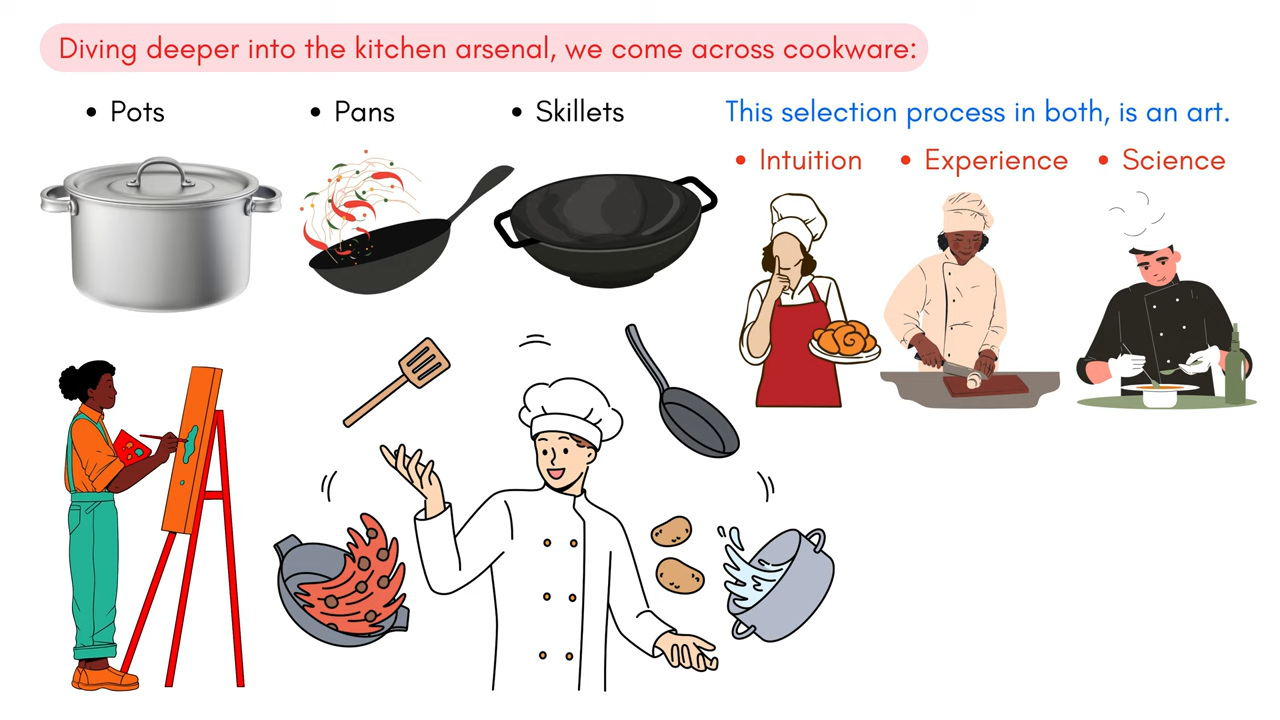 Diving deeper into the kitchen arsenal, we come across cookware:
• Pots • Pans • Skillets
This selection process in both, is an art.
• Intuition • Experience • Science